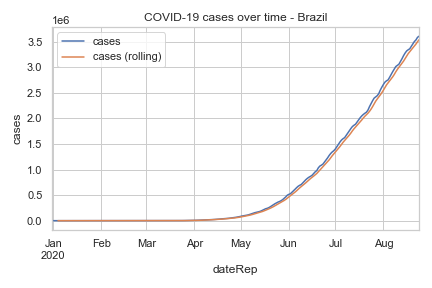 COVID-19 cases over time - Brazil
1e6
cases
cases (rolling)
3.5
3.0
2.5
2.0
1.5
1.0
0.5
0.0
cases
Jan Feb Mar Apr May Jun Jul Aug
2020
dateRep